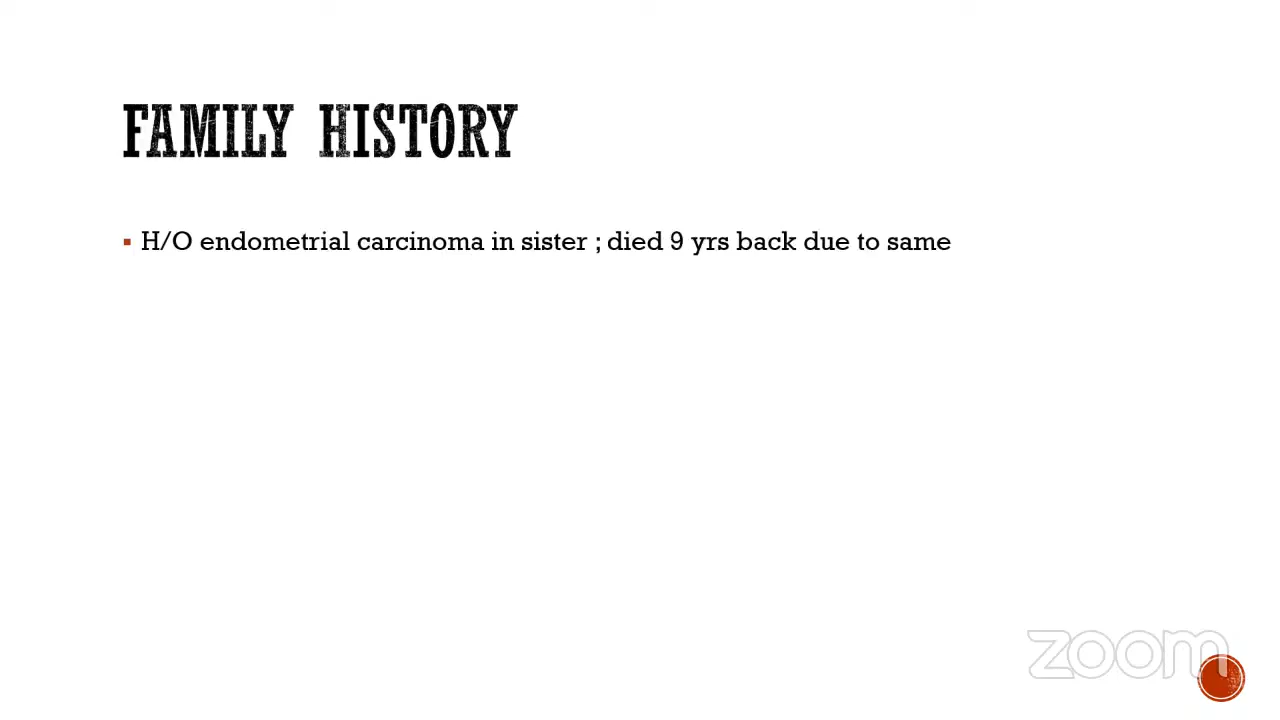 FAMILY HISTORY
▪ H/O endometrial carcinoma in sister ; died 9 yrs back due to same
zoom